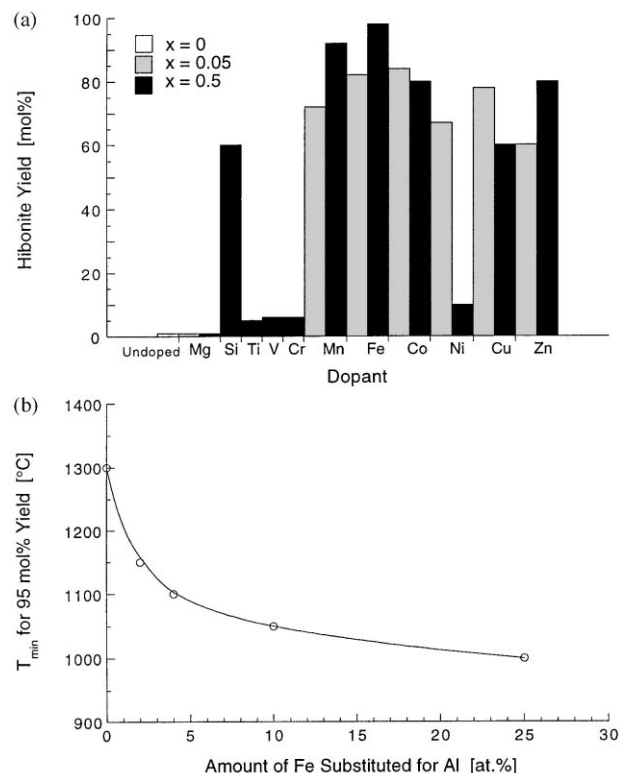 (a)
100
80
60
40
20
0
Hibonite Yield [mol%]
x = 0
x = 0.05
x = 0.5
Undoped Mg Si Ti V Cr Mn Fe Co Ni Cu Zn
Dopant
(b)
1400
1300
1200
1100
1000
900
T_min for 95 mol% Yield [°C]
0 5 10 15 20 25 30
Amount of Fe Substituted for Al [at.%]